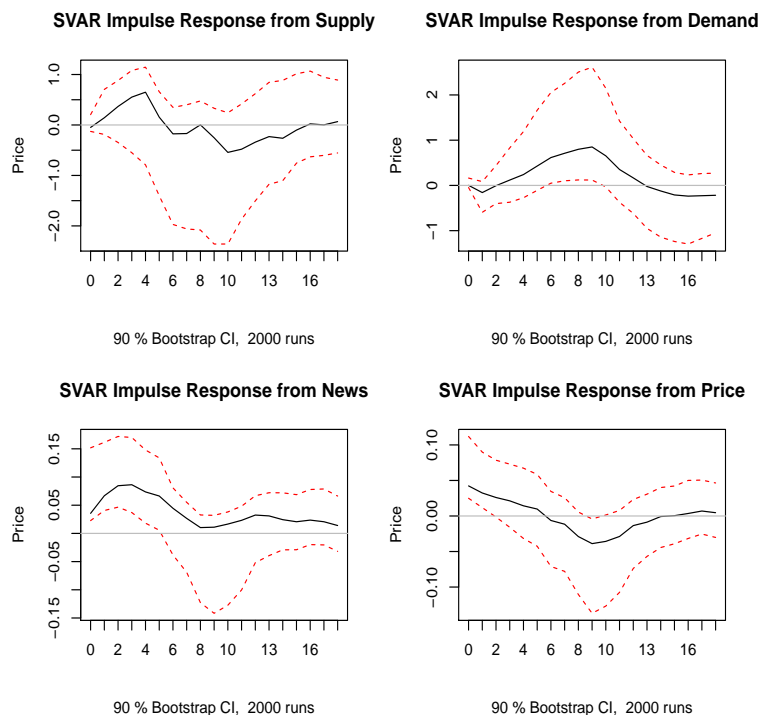 SVAR Impulse Response from Supply
SVAR Impulse Response from Demand
Price
1.0
0.0
−1.0
−2.0
0 2 4 6 8 10 13 16
90 % Bootstrap CI, 2000 runs
Price
2
1
0
−1
0 2 4 6 8 10 13 16
90 % Bootstrap CI, 2000 runs
SVAR Impulse Response from News
SVAR Impulse Response from Price
Price
0.15
0.05
−0.05
−0.15
0 2 4 6 8 10 13 16
90 % Bootstrap CI, 2000 runs
Price
0.10
0.00
−0.10
0 2 4 6 8 10 13 16
90 % Bootstrap CI, 2000 runs